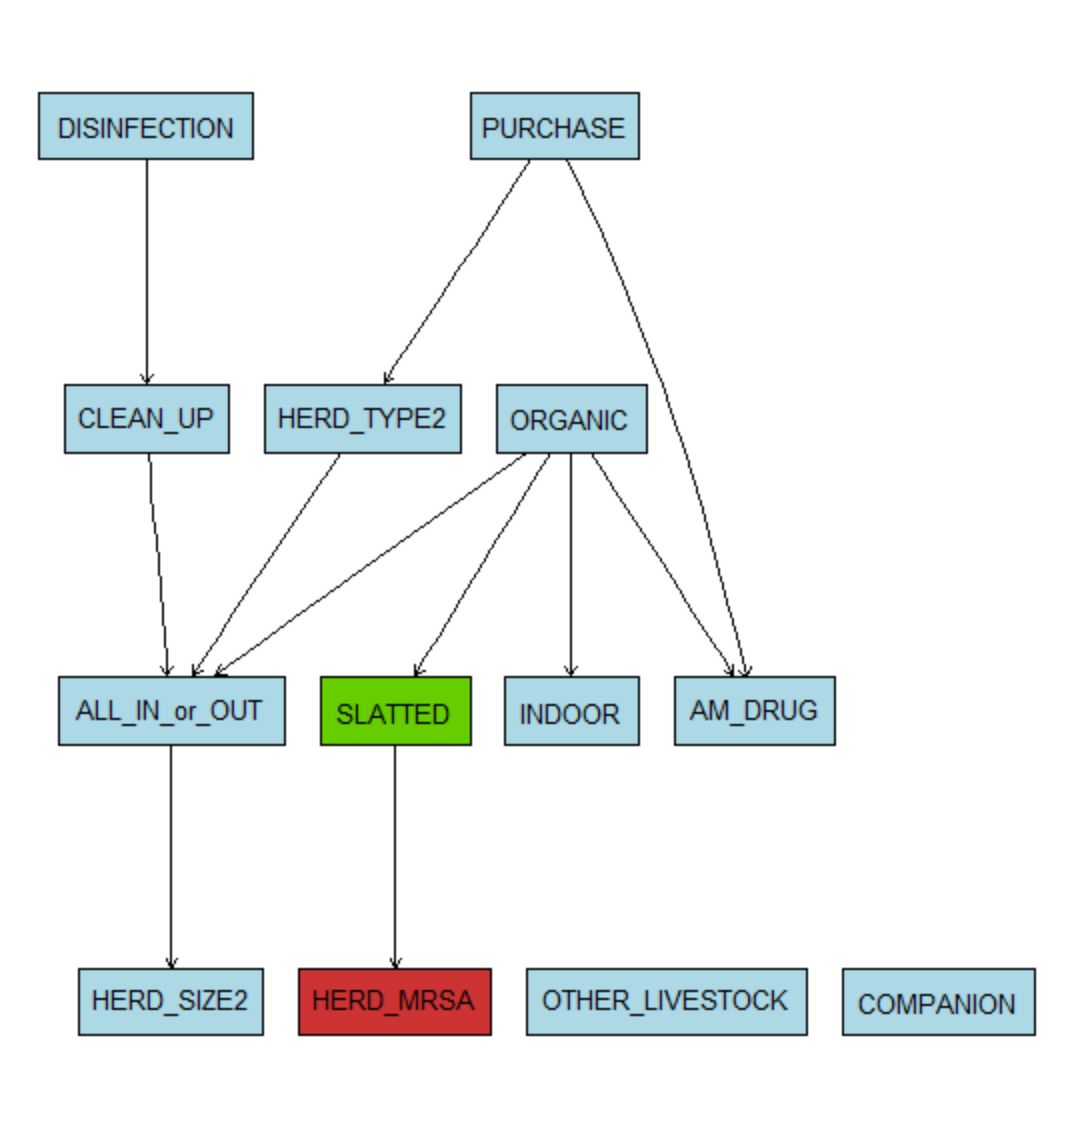 DISINFECTION
PURCHASE
CLEAN_UP
HERD_TYPE2
ORGANIC
ALL_IN_or_OUT
SLATTED
INDOOR
AM_DRUG
HERD_SIZE2
HERD_MRSA
OTHER_LIVESTOCK
COMPANION